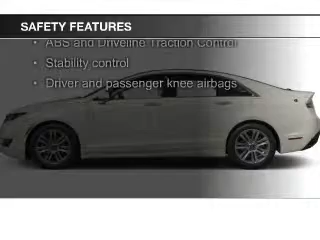 SAFETY FEATURES
• ABS and Driveline Traction Control
• Stability control
• Driver and passenger knee airbags